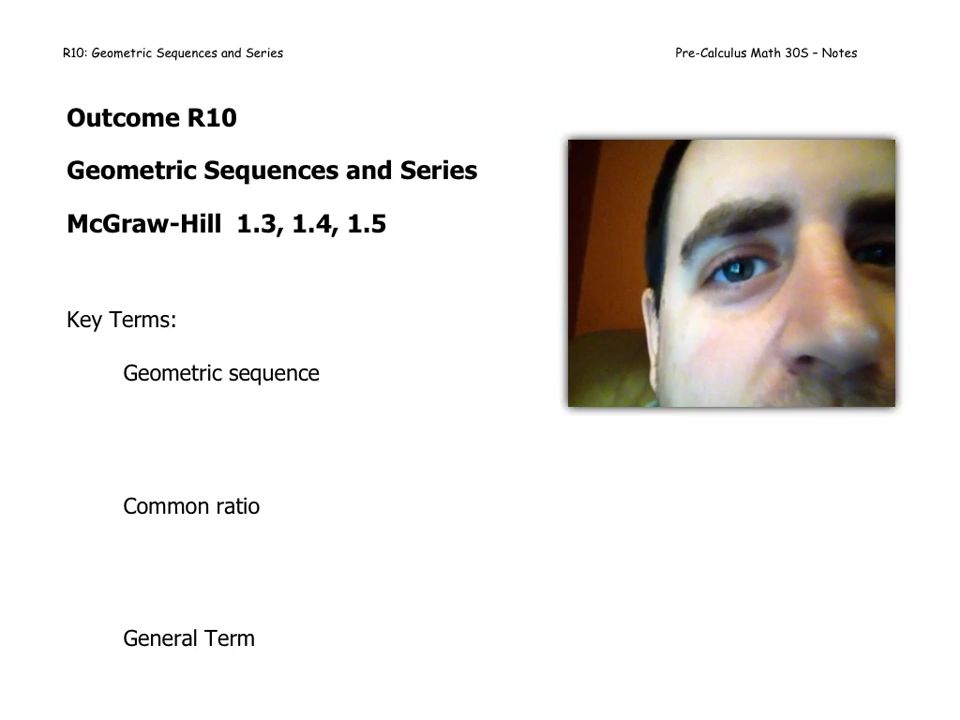 R10: Geometric Sequences and Series
Pre-Calculus Math 30S – Notes
Outcome R10
Geometric Sequences and Series
McGraw-Hill 1.3, 1.4, 1.5
Key Terms:
Geometric sequence
Common ratio
General Term